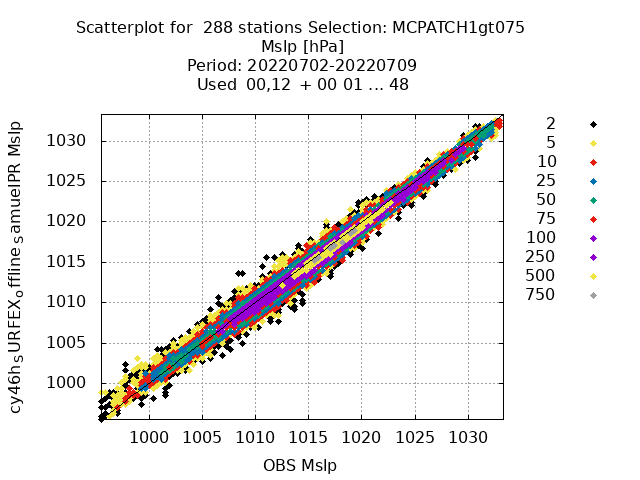 Scatterplot for  288 stations Selection: MCPATCH1gt075
Mslp [hPa]
Period: 20220702-20220709
Used  00,12  + 00 01 ... 48
cy46h_SURFEX_offline_samuelPR Mslp
1030
1025
1020
1015
1010
1005
1000
1000 1005 1010 1015 1020 1025 1030
OBS Mslp
2
5
10
25
50
75
100
250
500
750